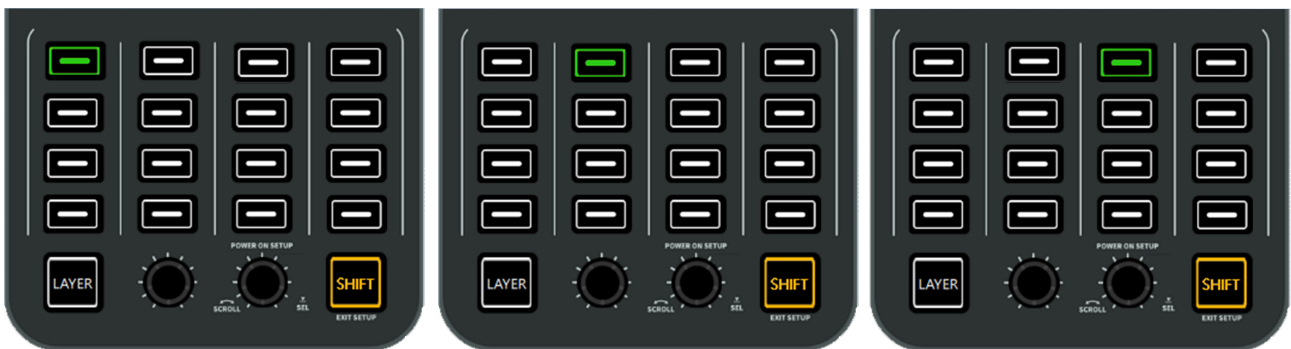 POWER ON SETUP
LAYER
SHIFT
SCROLL
SEL
EXIT SETUP
POWER ON SETUP
LAYER
SHIFT
SCROLL
SEL
EXIT SETUP
POWER ON SETUP
LAYER
SHIFT
SCROLL
SEL
EXIT SETUP